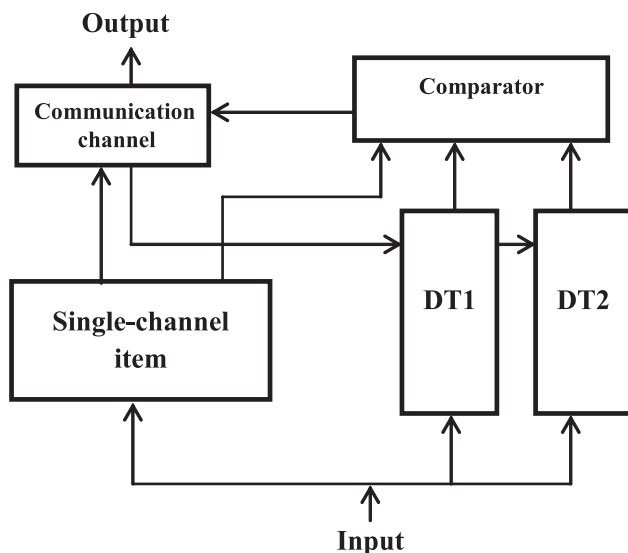 Output
Communication
channel
Comparator
Single-channel
item
DT1
DT2
Input